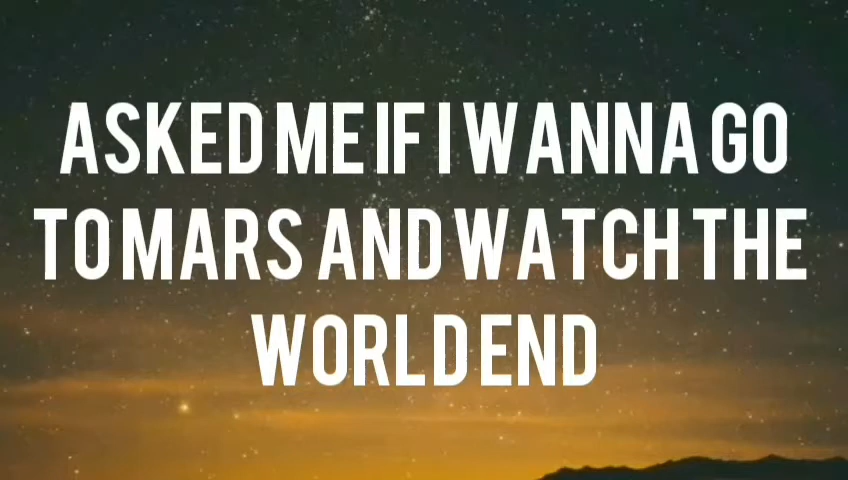 ASKED ME IF I WANNA GO
TO MARS AND WATCH THE
WORLD END